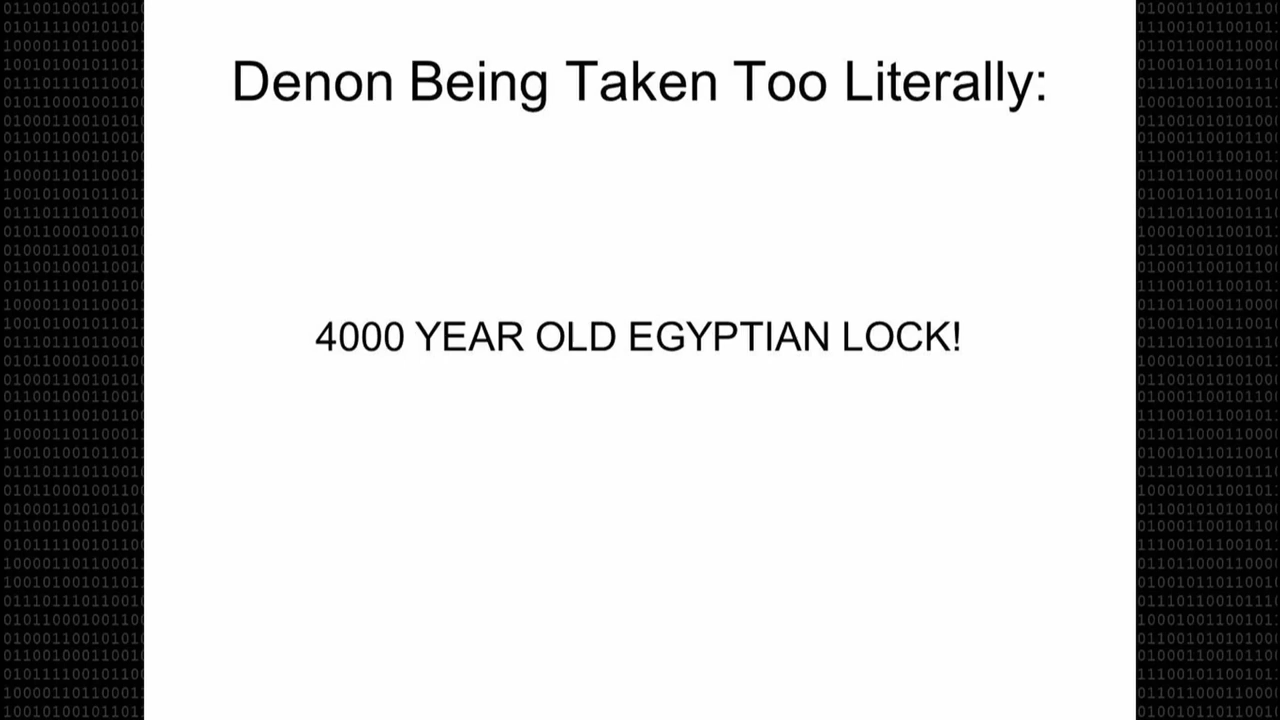 Denon Being Taken Too Literally:
4000 YEAR OLD EGYPTIAN LOCK!